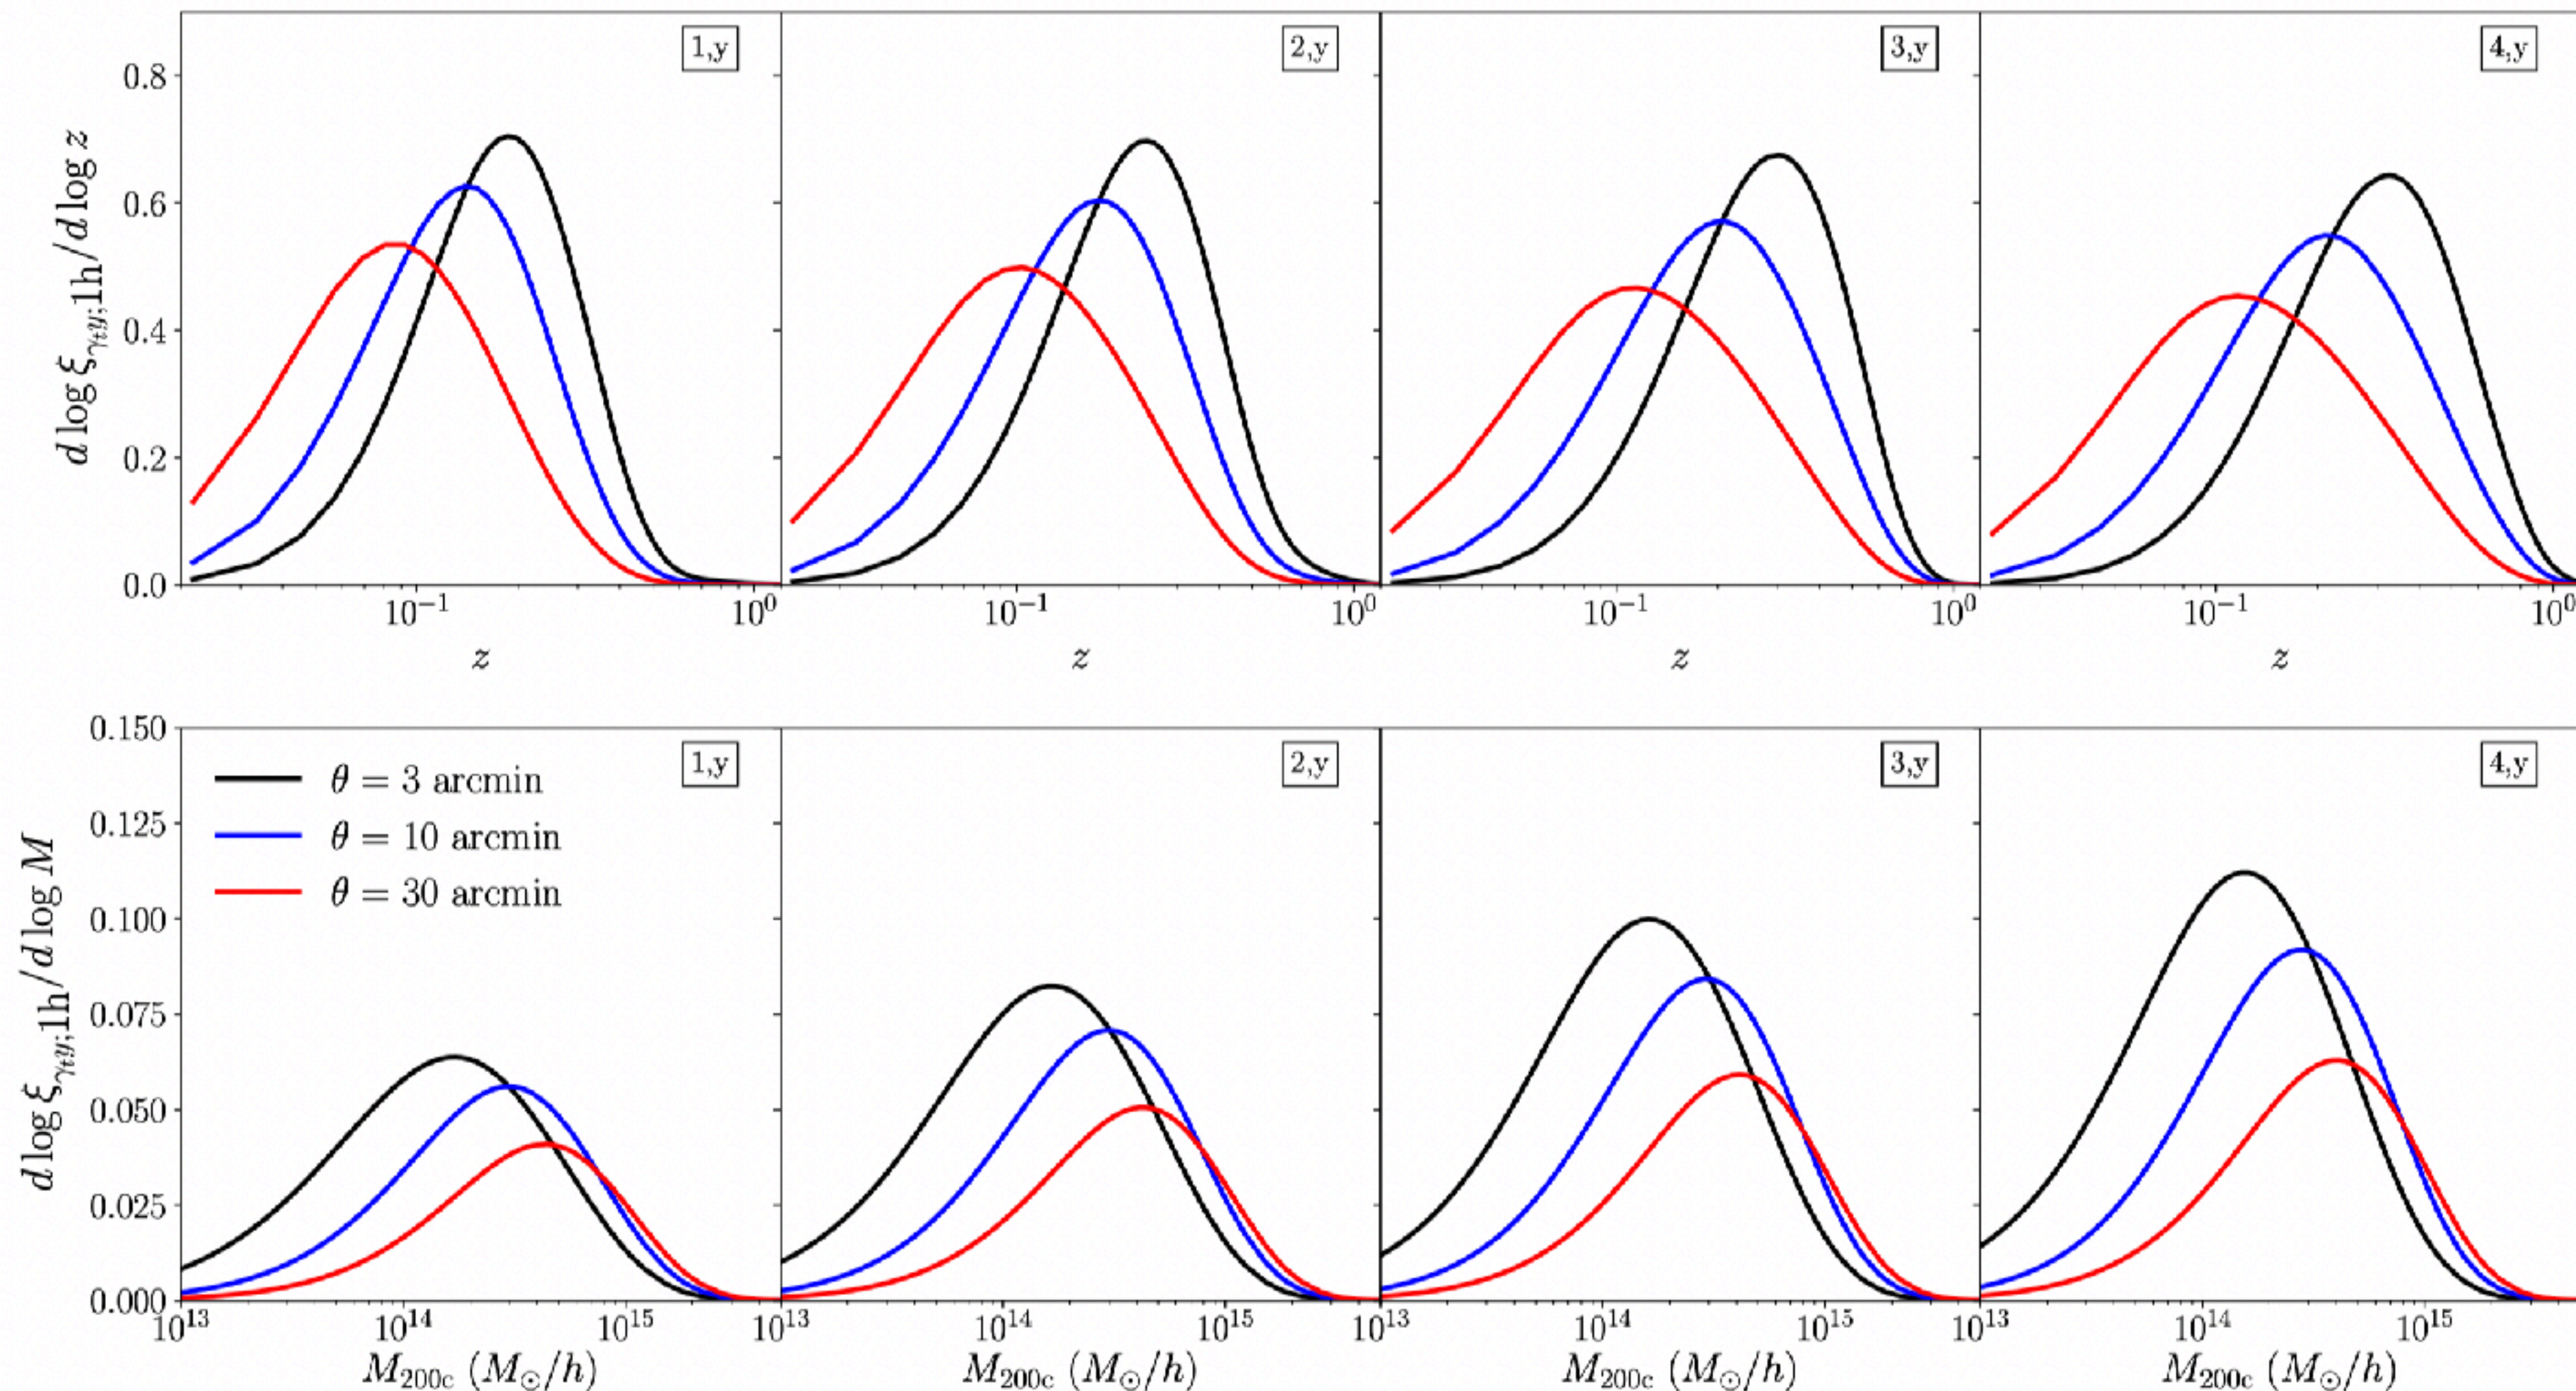 1,y
2,y
3,y
4,y
d log ξγty;1h/d log z
0.8
0.6
0.4
0.2
0.0
10⁻¹ 10⁰
10⁻¹ 10⁰
10⁻¹ 10⁰
10⁻¹ 10⁰
z
z
z
z
1,y
2,y
3,y
4,y
θ = 3 arcmin
θ = 10 arcmin
θ = 30 arcmin
d log ξγty;1h/d log M
0.150
0.125
0.100
0.075
0.050
0.025
0.000
10¹³ 10¹⁴ 10¹⁵
10¹³ 10¹⁴ 10¹⁵
10¹³ 10¹⁴ 10¹⁵
10¹³ 10¹⁴ 10¹⁵
M200c (M⊙/h)
M200c (M⊙/h)
M200c (M⊙/h)
M200c (M⊙/h)